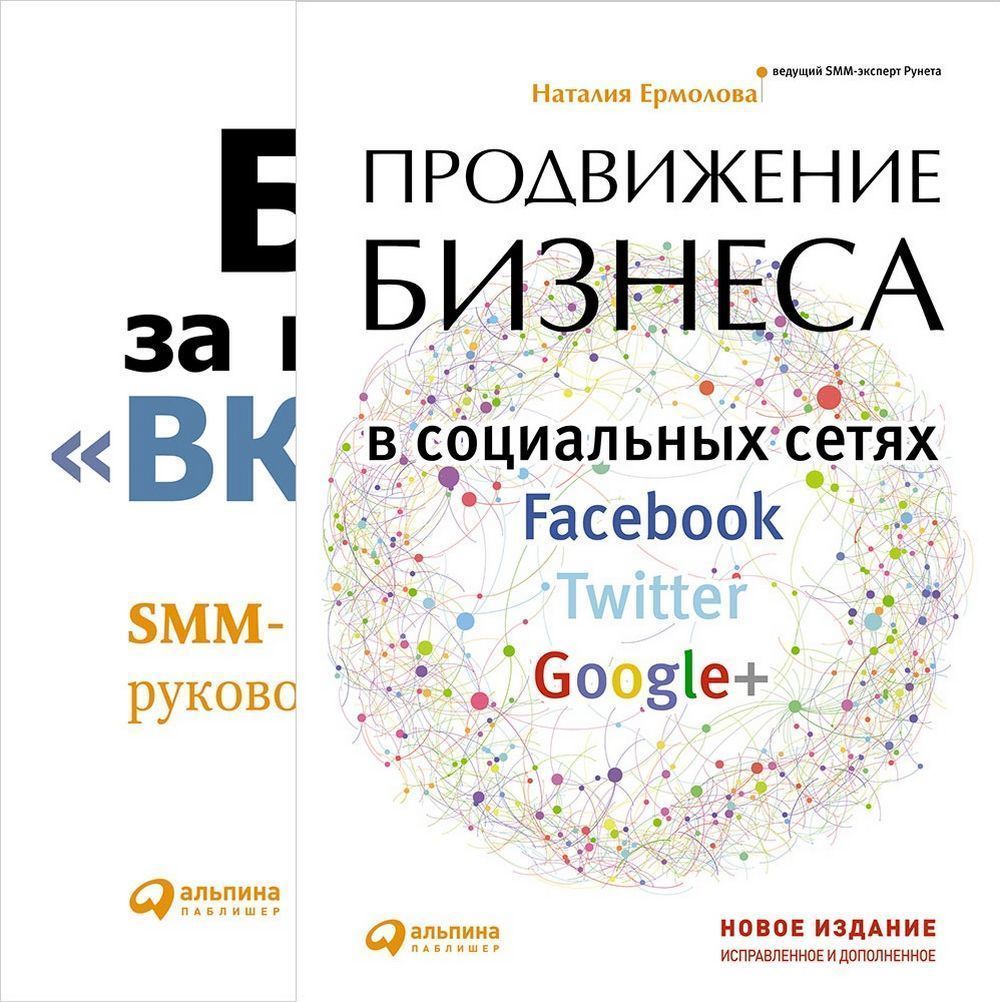 Б
за
«ВК
SMM-
руково
альпина
ПАБЛИШЕР
ведущий SMM-эксперт Рунета
Наталия Ермолова
ПРОДВИЖЕНИЕ
БИЗНЕСА
в социальных сетях
Facebook
Twitter
Google+
альпина
ПАБЛИШЕР
НОВОЕ ИЗДАНИЕ
ИСПРАВЛЕННОЕ И ДОПОЛНЕННОЕ